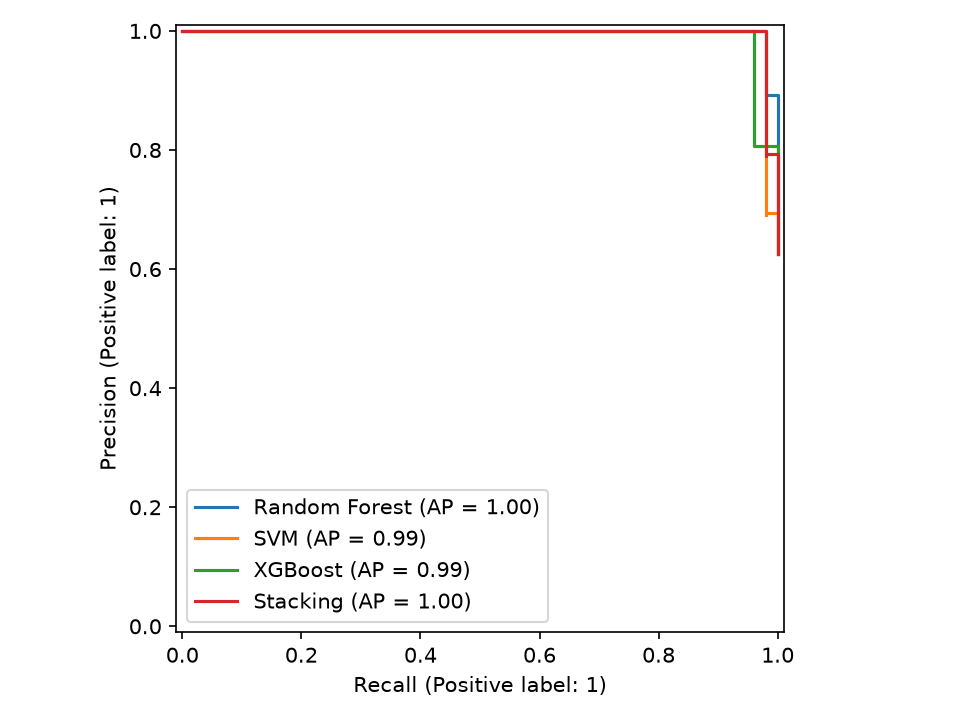 1.0
0.8
0.6
0.4
0.2
0.0
Precision (Positive label: 1)
Random Forest (AP = 1.00)
SVM (AP = 0.99)
XGBoost (AP = 0.99)
Stacking (AP = 1.00)
0.0 0.2 0.4 0.6 0.8 1.0
Recall (Positive label: 1)